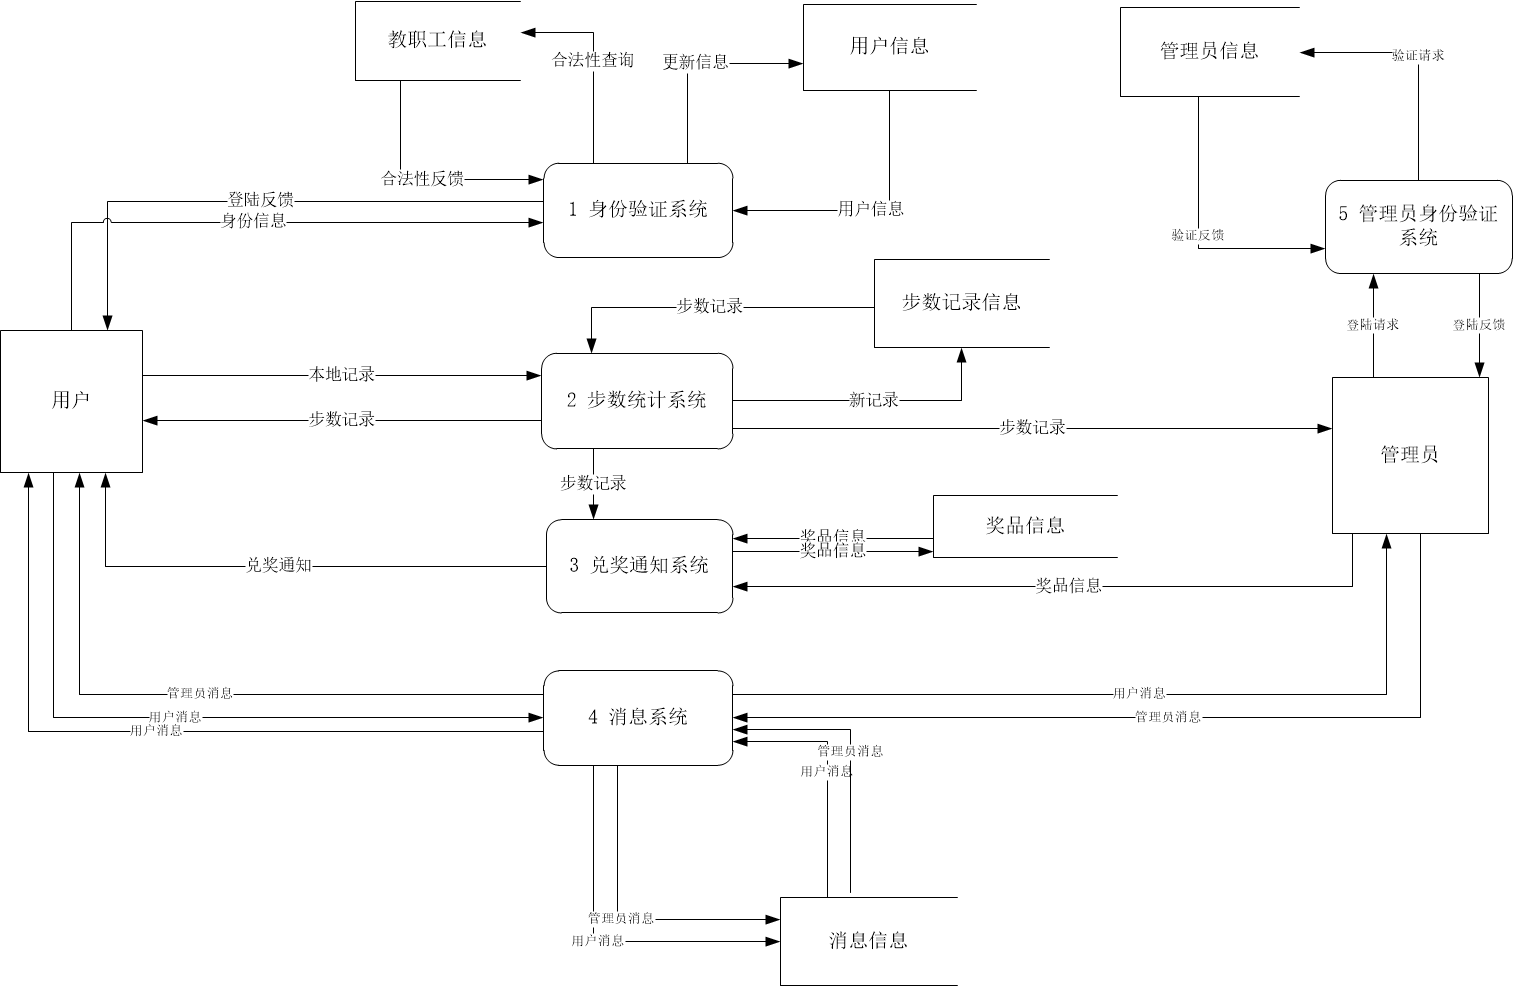 教职工信息
用户信息
管理员信息
合法性查询
更新信息
验证请求
合法性反馈
登陆反馈
身份信息
1 身份验证系统
用户信息
验证反馈
5 管理员身份验证
系统
步数记录
步数记录信息
登陆请求
登陆反馈
用户
本地记录
步数记录
2 步数统计系统
新记录
步数记录
管理员
步数记录
奖品信息
奖品信息
奖品信息
兑奖通知
3 兑奖通知系统
奖品信息
管理员消息
用户消息
用户消息
4 消息系统
用户消息
管理员消息
管理员消息
用户消息
管理员消息
用户消息
消息信息